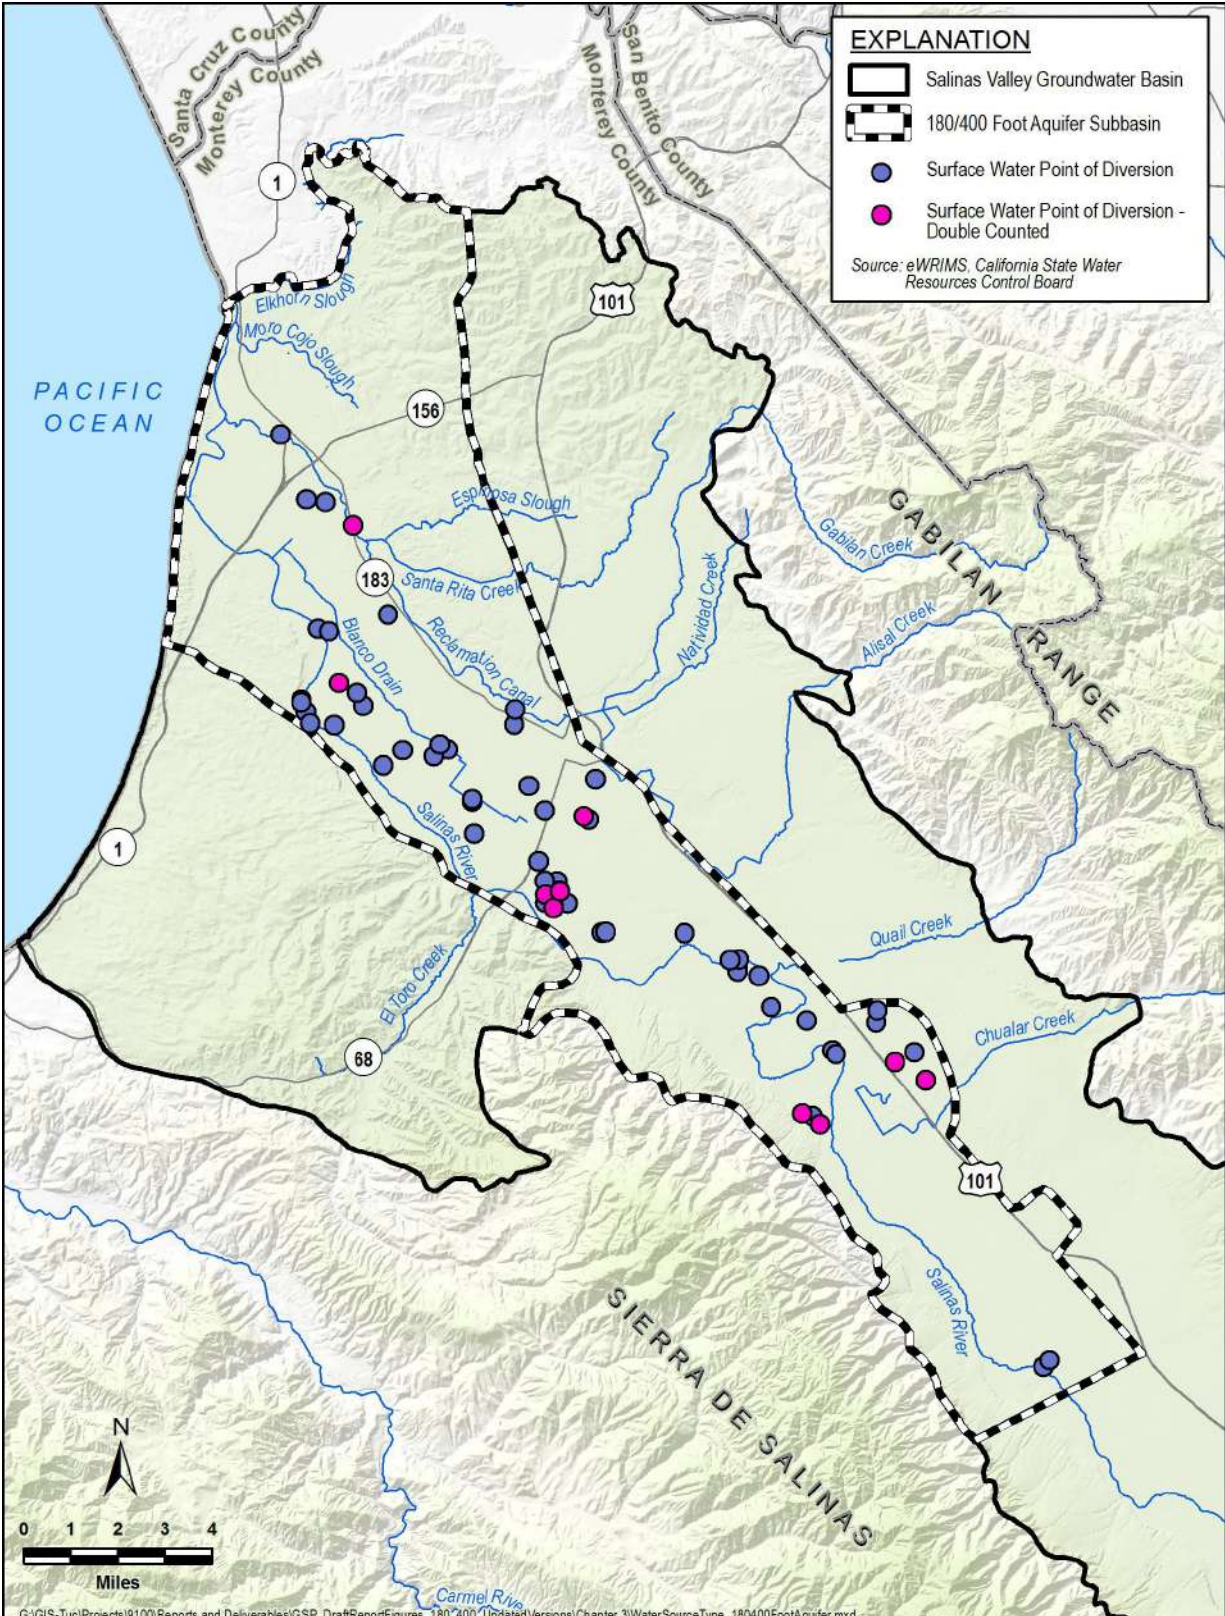 EXPLANATION
Salinas Valley Groundwater Basin
180/400 Foot Aquifer Subbasin
Surface Water Point of Diversion
Surface Water Point of Diversion -
Double Counted
Source: eWRIMS, California State Water
Resources Control Board
Santa Cruz County
Monterey County
San Benito County
Monterey County
1
101
Elkhorn Slough
Moro Cojo Slough
PACIFIC
OCEAN
156
Espinosa Slough
GABILAN
RANGE
Gabilan Creek
183
Santa Rita Creek
Natividad Creek
Alisal Creek
Blanco Drain
Reclamation Canal
Salinas River
1
Quail Creek
El Toro Creek
Chualar Creek
68
101
Salinas River
SIERRA DE SALINAS
N
0 1 2 3 4
Miles
Carmel River